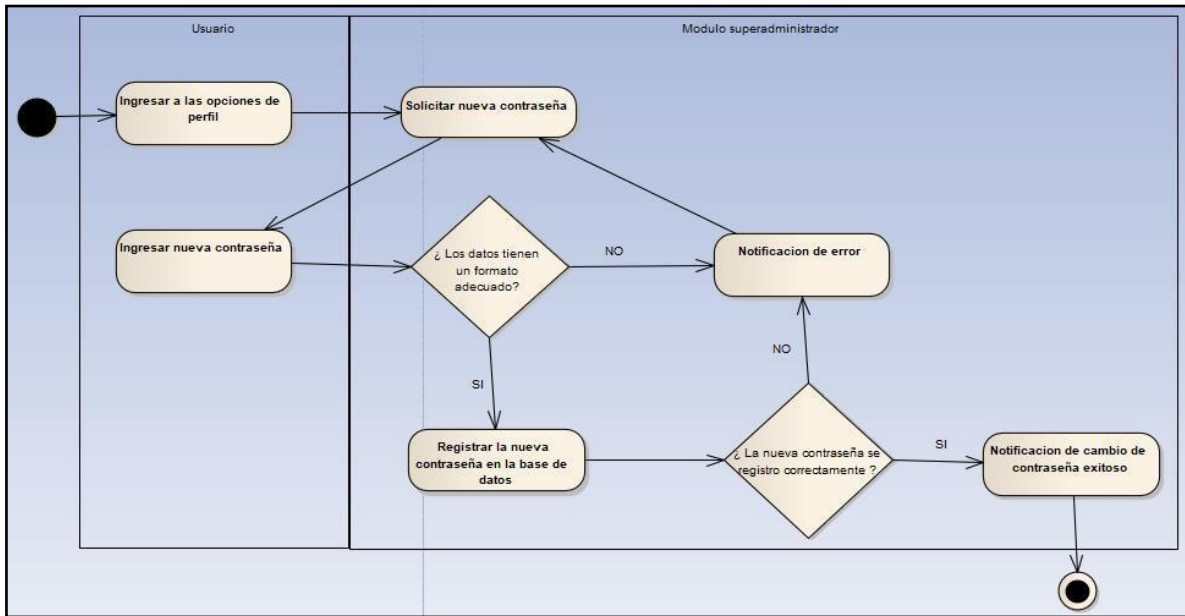 Usuario
Modulo superadministrador
Ingresar a las opciones de
perfil
Solicitar nueva contraseña
Ingresar nueva contraseña
¿ Los datos tienen
un formato
adecuado?
NO
Notificacion de error
NO
SI
Registrar la nueva
contraseña en la base de
datos
¿ La nueva contraseña se
registro correctamente ?
SI
Notificacion de cambio de
contraseña exitoso